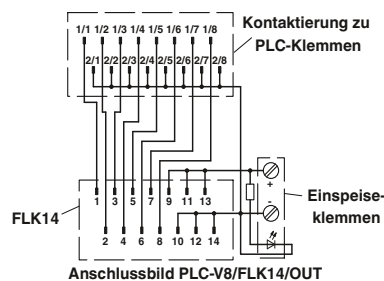 Kontaktierung zu
PLC-Klemmen
1/1 1/2 1/3 1/4 1/5 1/6 1/7 1/8
2/1 2/2 2/3 2/4 2/5 2/6 2/7 2/8
1 3 5 7 9 11 13
+
-
Einspeise-
klemmen
FLK14
2 4 6 8 10 12 14
Anschlussbild PLC-V8/FLK14/OUT